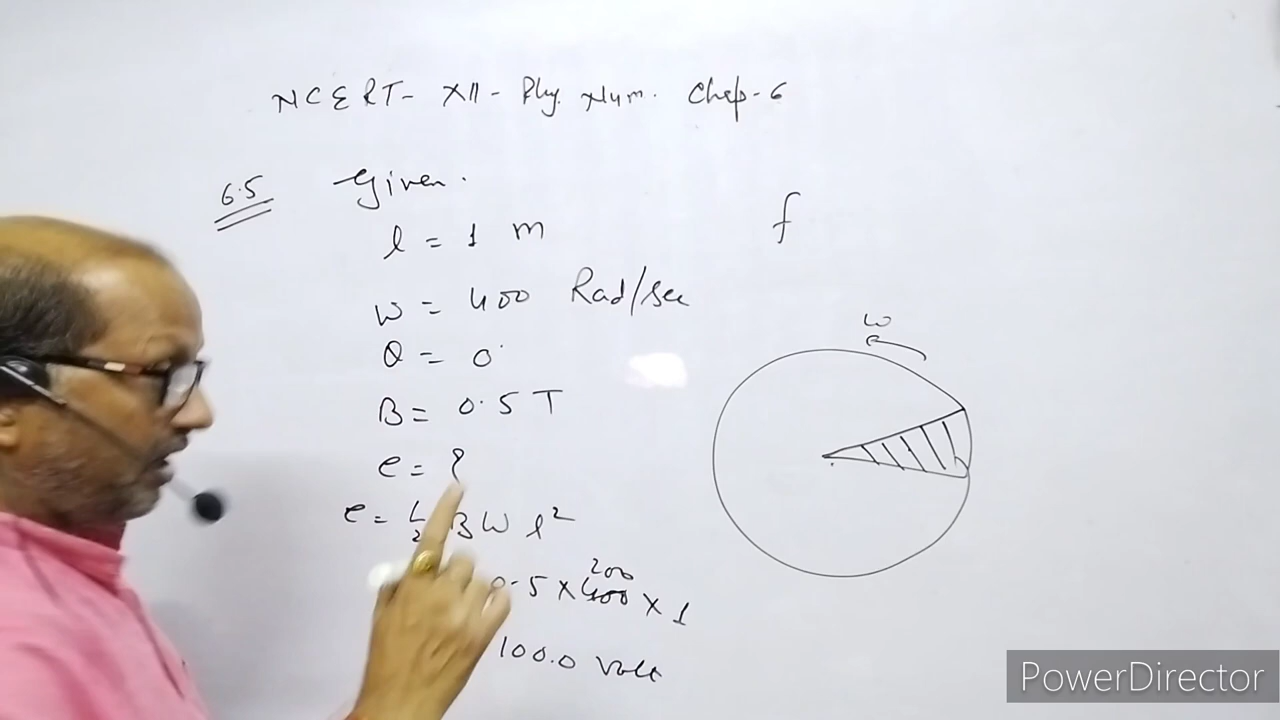 NCERT- XII- Phy. Num. Chap-6
6.5 Given.
f
l = 1 m
W = 400 Rad/sec
ω
θ = 0°
B = 0.5 T
e = ?
e = 1/2 B W l²
200
0.5 × 400 × 1
100.0 Volt
PowerDirector